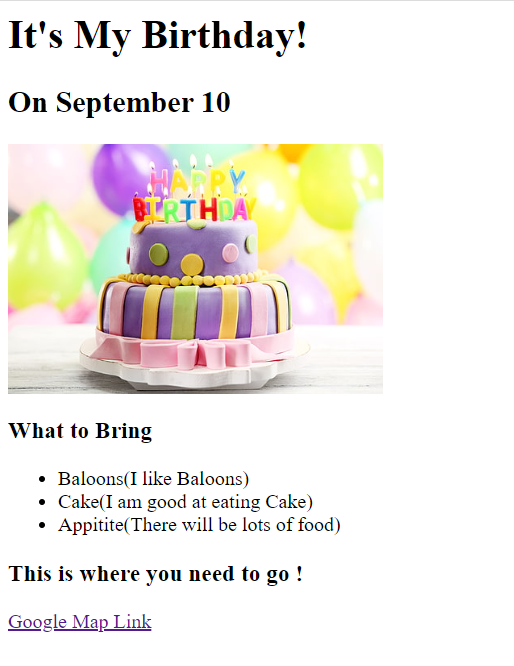 It's My Birthday!
On September 10
HAPPY
BIRTHDAY
What to Bring
Baloons(I like Baloons)
Cake(I am good at eating Cake)
Appitite(There will be lots of food)
This is where you need to go !
Google Map Link